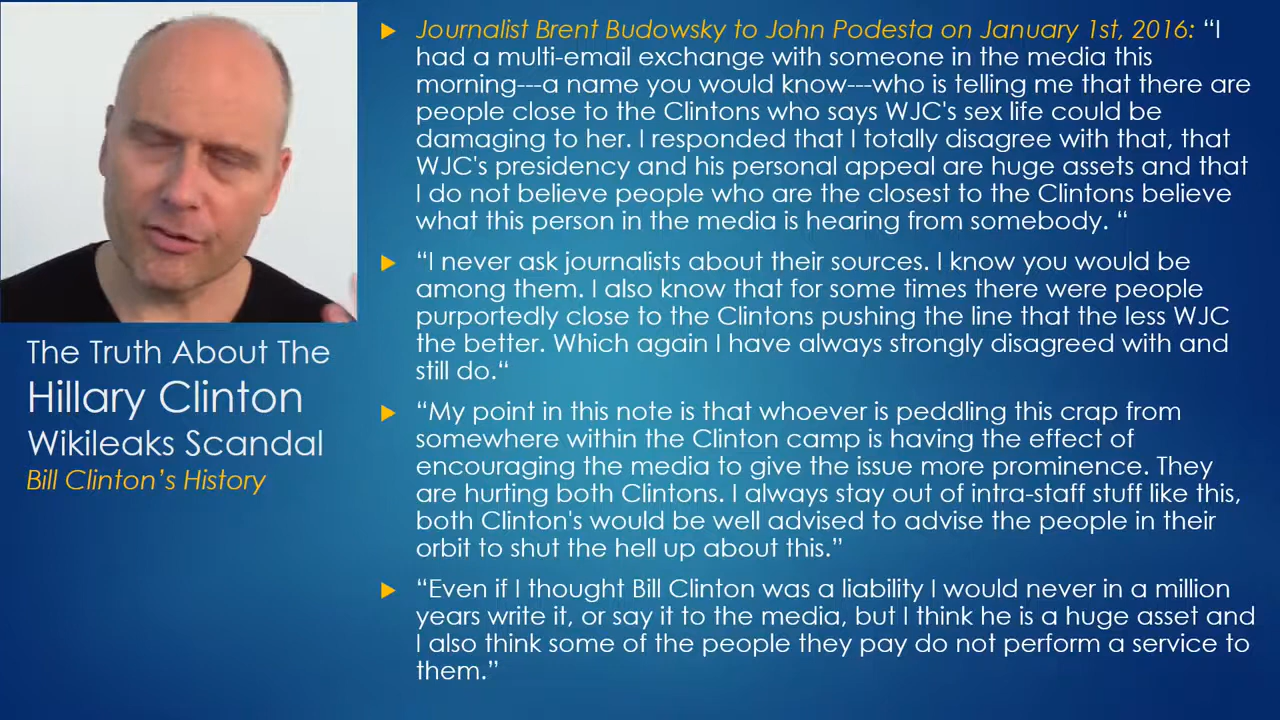 Journalist Brent Budowsky to John Podesta on January 1st, 2016: “I
had a multi-email exchange with someone in the media this
morning---a name you would know---who is telling me that there are
people close to the Clintons who says WJC's sex life could be
damaging to her. I responded that I totally disagree with that, that
WJC's presidency and his personal appeal are huge assets and that
I do not believe people who are the closest to the Clintons believe
what this person in the media is hearing from somebody. “
“I never ask journalists about their sources. I know you would be
among them. I also know that for some times there were people
purportedly close to the Clintons pushing the line that the less WJC
the better. Which again I have always strongly disagreed with and
still do.“
“My point in this note is that whoever is peddling this crap from
somewhere within the Clinton camp is having the effect of
encouraging the media to give the issue more prominence. They
are hurting both Clintons. I always stay out of intra-staff stuff like this,
both Clinton's would be well advised to advise the people in their
orbit to shut the hell up about this.”
“Even if I thought Bill Clinton was a liability I would never in a million
years write it, or say it to the media, but I think he is a huge asset and
I also think some of the people they pay do not perform a service to
them.”
The Truth About The
Hillary Clinton
Wikileaks Scandal
Bill Clinton’s History